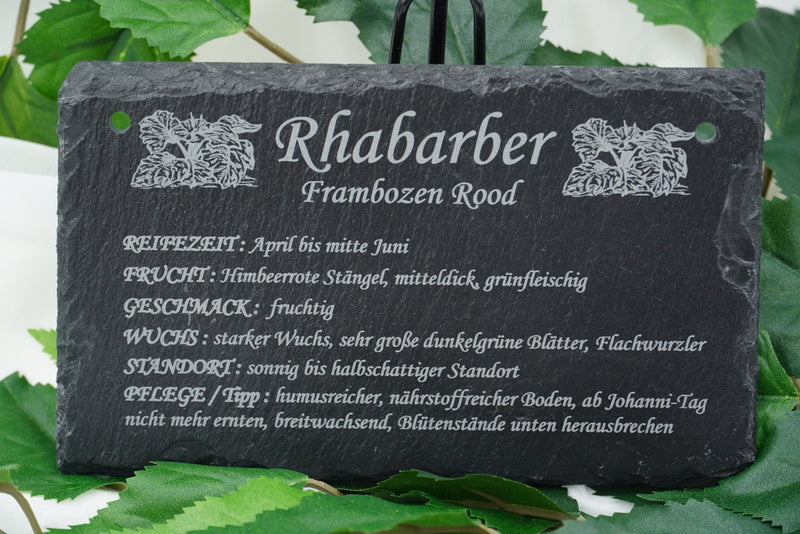 Rhabarber
Frambozen Rood
REIFEZEIT : April bis mitte Juni
FRUCHT : Himbeerrote Stängel, mitteldick, grünfleischig
GESCHMACK : fruchtig
WUCHS : starker Wuchs, sehr große dunkelgrüne Blätter, Flachwurzler
STANDORT : sonnig bis halbschattiger Standort
PFLEGE / Tipp : humusreicher, nährstoffreicher Boden, ab Johanni-Tag
nicht mehr ernten, breitwachsend, Blütenstände unten herausbrechen